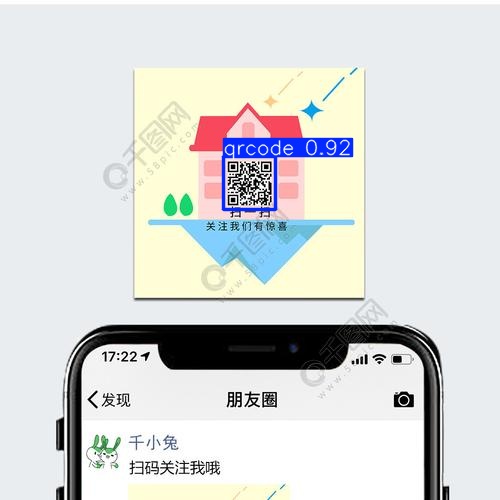 qrcode 0.92
扫一扫
关注我们有惊喜
17:22
发现
朋友圈
千小兔
扫码关注我哦
千图网
www.58pic.com